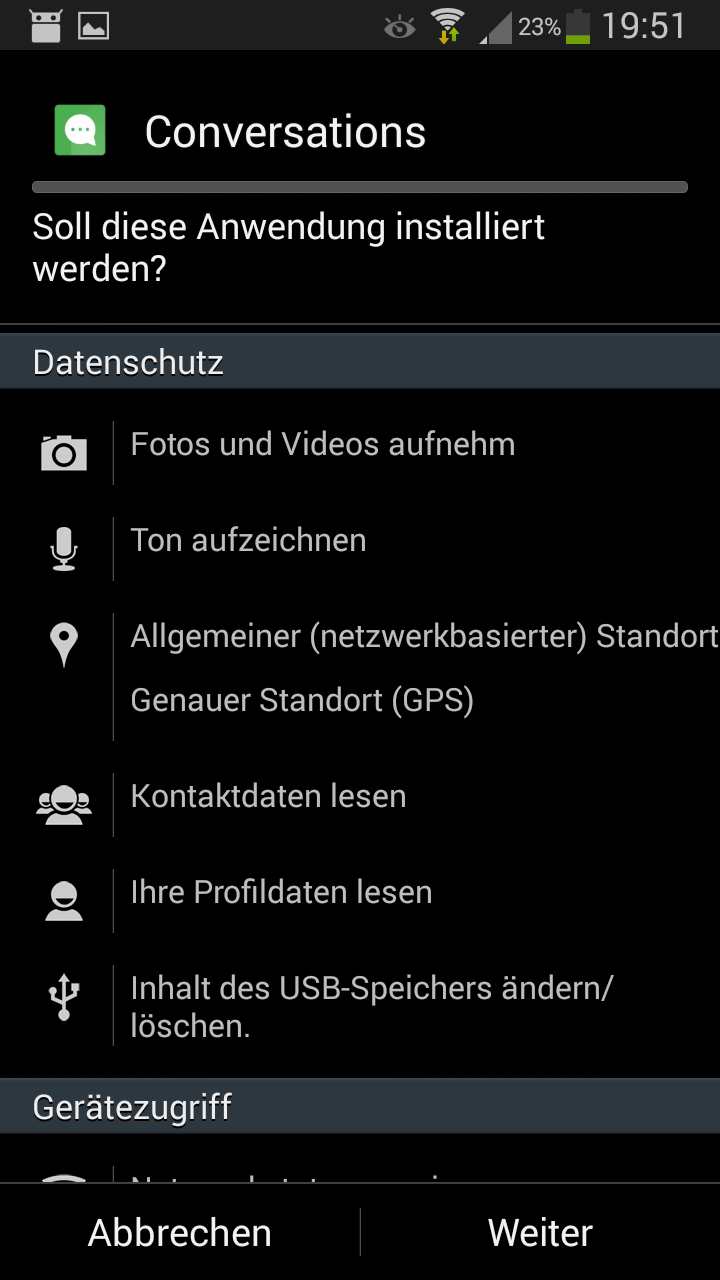 23% 19:51
Conversations
Soll diese Anwendung installiert
werden?
Datenschutz
Fotos und Videos aufnehm
Ton aufzeichnen
Allgemeiner (netzwerkbasierter) Standort
Genauer Standort (GPS)
Kontaktdaten lesen
Ihre Profildaten lesen
Inhalt des USB-Speichers ändern/
löschen.
Gerätezugriff
Abbrechen
Weiter